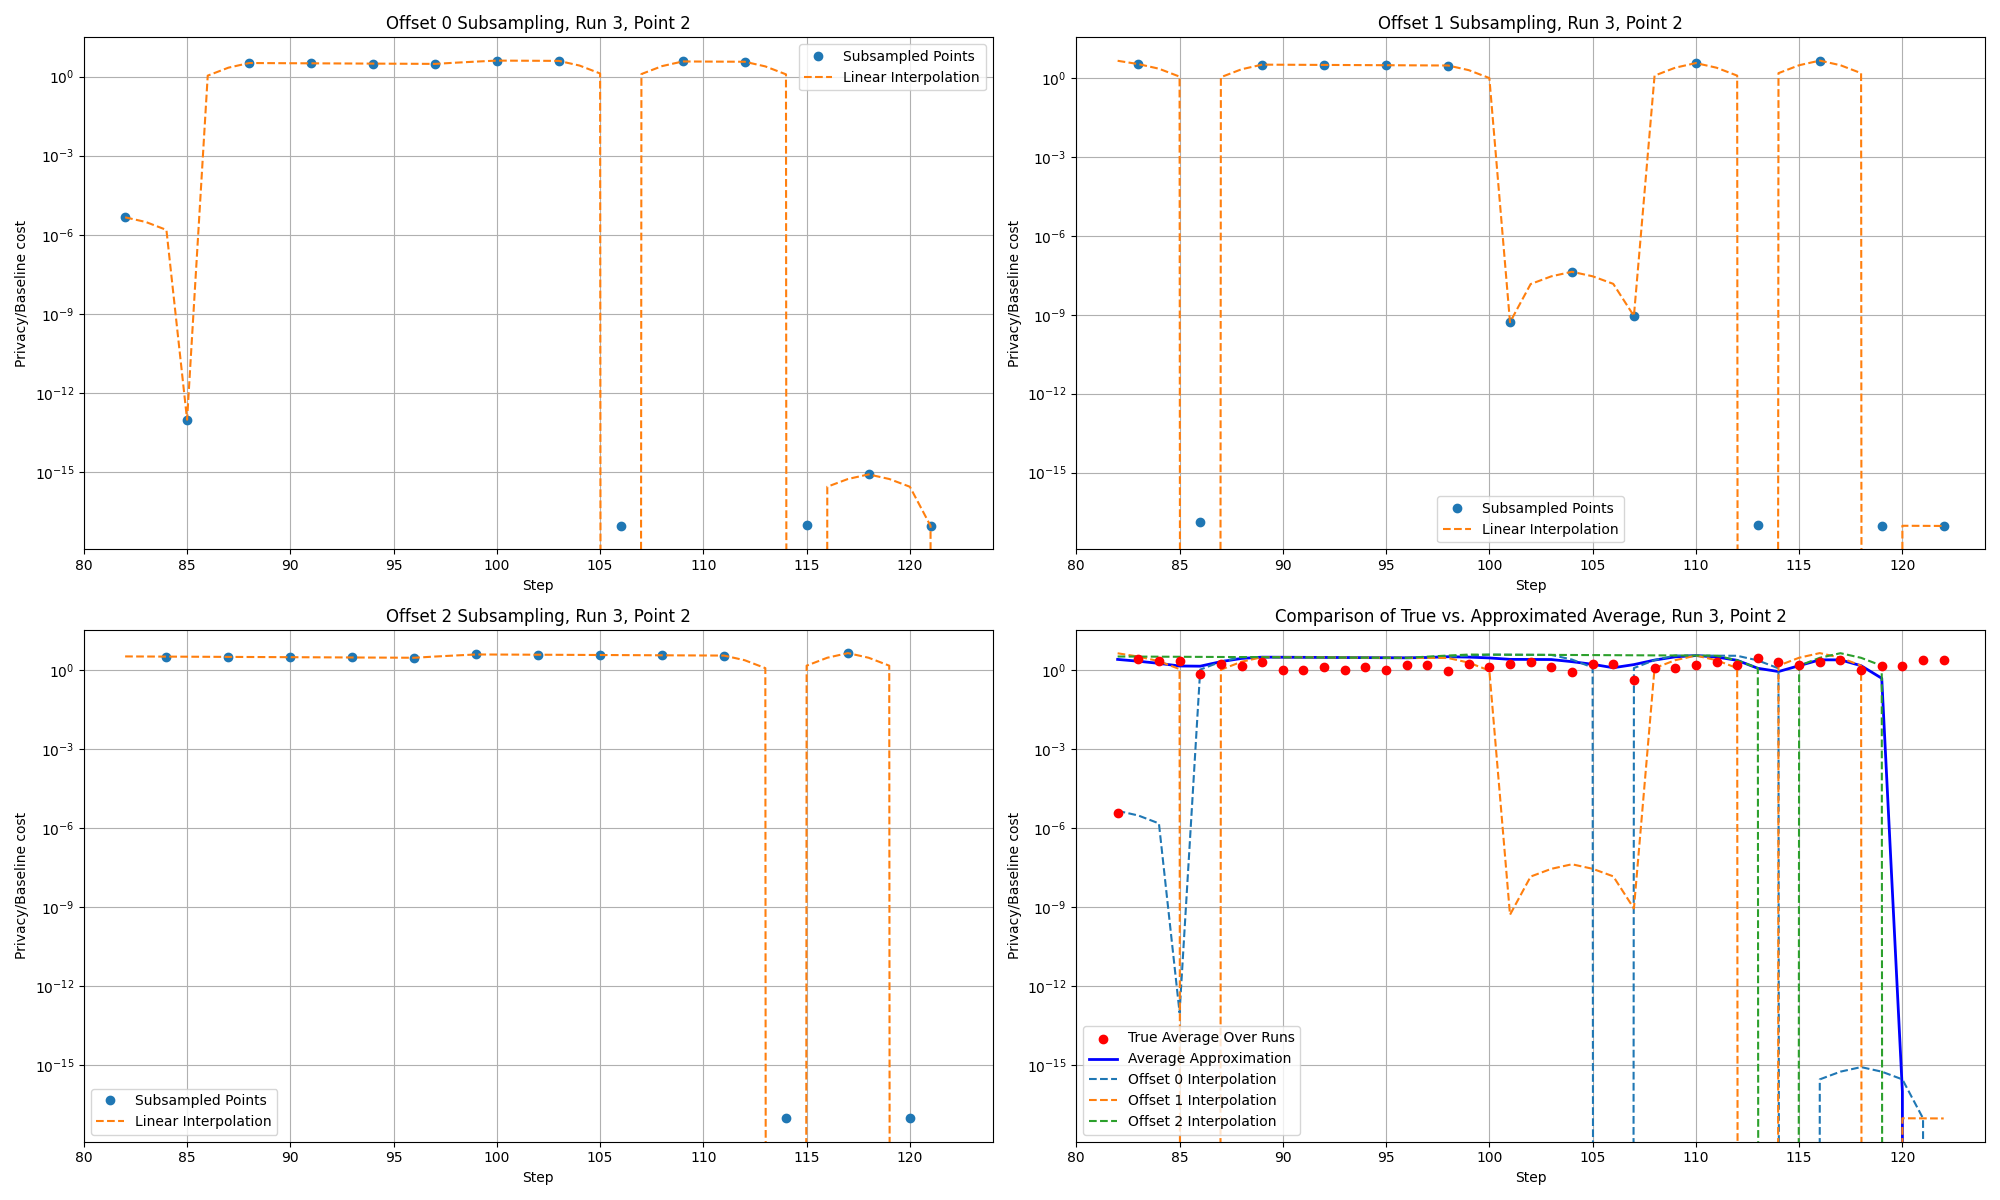 Offset 0 Subsampling, Run 3, Point 2
Privacy/Baseline cost
10^0
10^-3
10^-6
10^-9
10^-12
10^-15
Subsampled Points
Linear Interpolation
80 85 90 95 100 105 110 115 120
Step
Offset 1 Subsampling, Run 3, Point 2
Privacy/Baseline cost
10^0
10^-3
10^-6
10^-9
10^-12
10^-15
Subsampled Points
Linear Interpolation
80 85 90 95 100 105 110 115 120
Step
Offset 2 Subsampling, Run 3, Point 2
Privacy/Baseline cost
10^0
10^-3
10^-6
10^-9
10^-12
10^-15
Subsampled Points
Linear Interpolation
80 85 90 95 100 105 110 115 120
Step
Comparison of True vs. Approximated Average, Run 3, Point 2
Privacy/Baseline cost
10^0
10^-3
10^-6
10^-9
10^-12
10^-15
True Average Over Runs
Average Approximation
Offset 0 Interpolation
Offset 1 Interpolation
Offset 2 Interpolation
80 85 90 95 100 105 110 115 120
Step